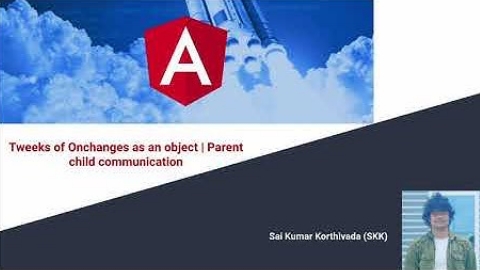 A
Tweeks of Onchanges as an object | Parent
child communication
Sai Kumar Korthivada (SKK)